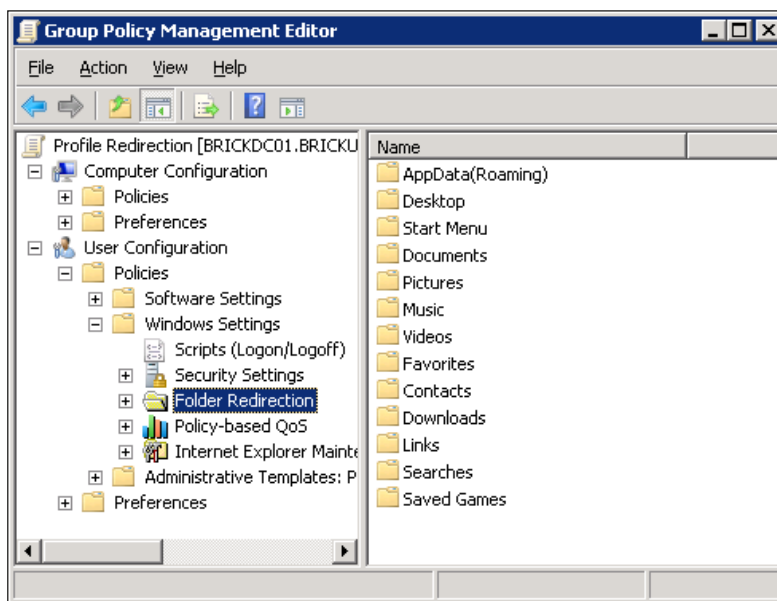 Group Policy Management Editor
File Action View Help
Profile Redirection [BRICKDC01.BRICKU
Computer Configuration
Policies
Preferences
User Configuration
Policies
Software Settings
Windows Settings
Scripts (Logon/Logoff)
Security Settings
Folder Redirection
Policy-based QoS
Internet Explorer Mainte
Administrative Templates: P
Preferences
Name
AppData(Roaming)
Desktop
Start Menu
Documents
Pictures
Music
Videos
Favorites
Contacts
Downloads
Links
Searches
Saved Games